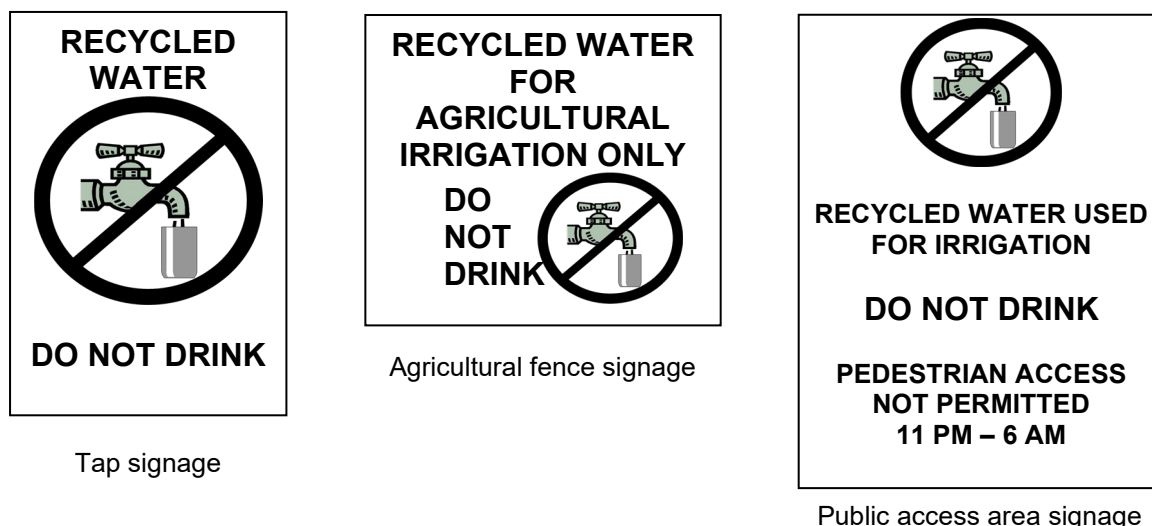 RECYCLED
WATER
DO NOT DRINK
Tap signage
RECYCLED WATER
FOR
AGRICULTURAL
IRRIGATION ONLY
DO
NOT
DRINK
Agricultural fence signage
RECYCLED WATER USED
FOR IRRIGATION
DO NOT DRINK
PEDESTRIAN ACCESS
NOT PERMITTED
11 PM – 6 AM
Public access area signage